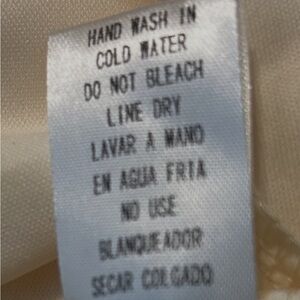 HAND WASH IN
COLD WATER
DO NOT BLEACH
LINE DRY
LAVAR A MANO
EN AGUA FRIA
NO USE
BLANQUEADOR
SECAR COLGADO